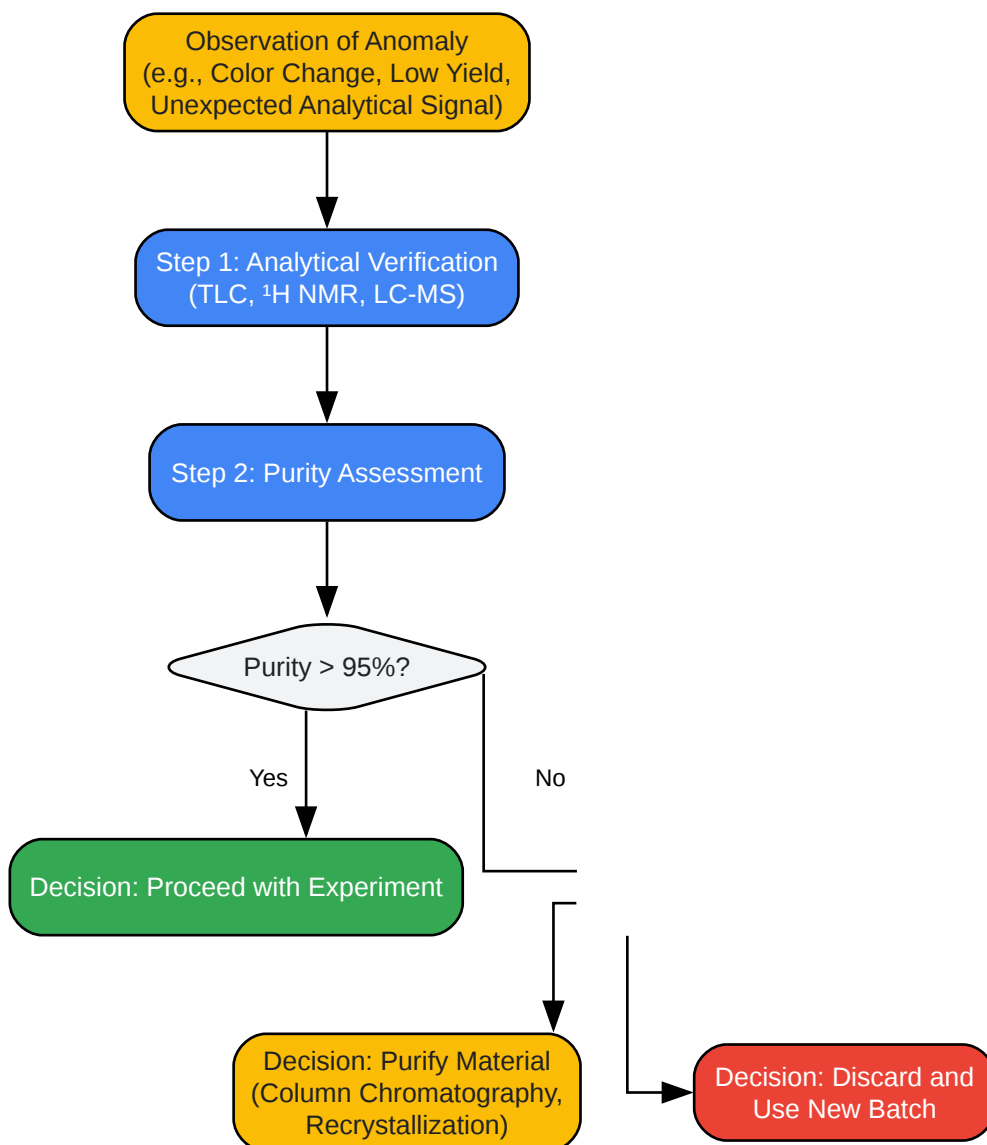 Observation of Anomaly
(e.g., Color Change, Low Yield,
Unexpected Analytical Signal)
Step 1: Analytical Verification
(TLC, ¹H NMR, LC-MS)
Step 2: Purity Assessment
Purity > 95%?
Yes
No
Decision: Proceed with Experiment
Decision: Purify Material
(Column Chromatography,
Recrystallization)
Decision: Discard and
Use New Batch